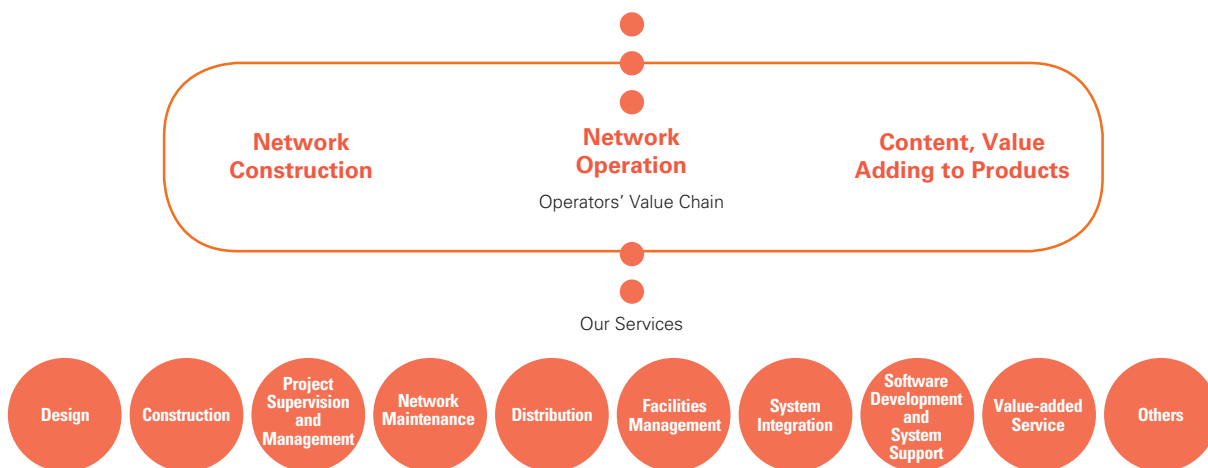 Network
Construction
Network
Operation
Content, Value
Adding to Products
Operators’ Value Chain
Our Services
Design
Construction
Project
Supervision
and
Management
Network
Maintenance
Distribution
Facilities
Management
System
Integration
Software
Development
and
System
Support
Value-added
Service
Others